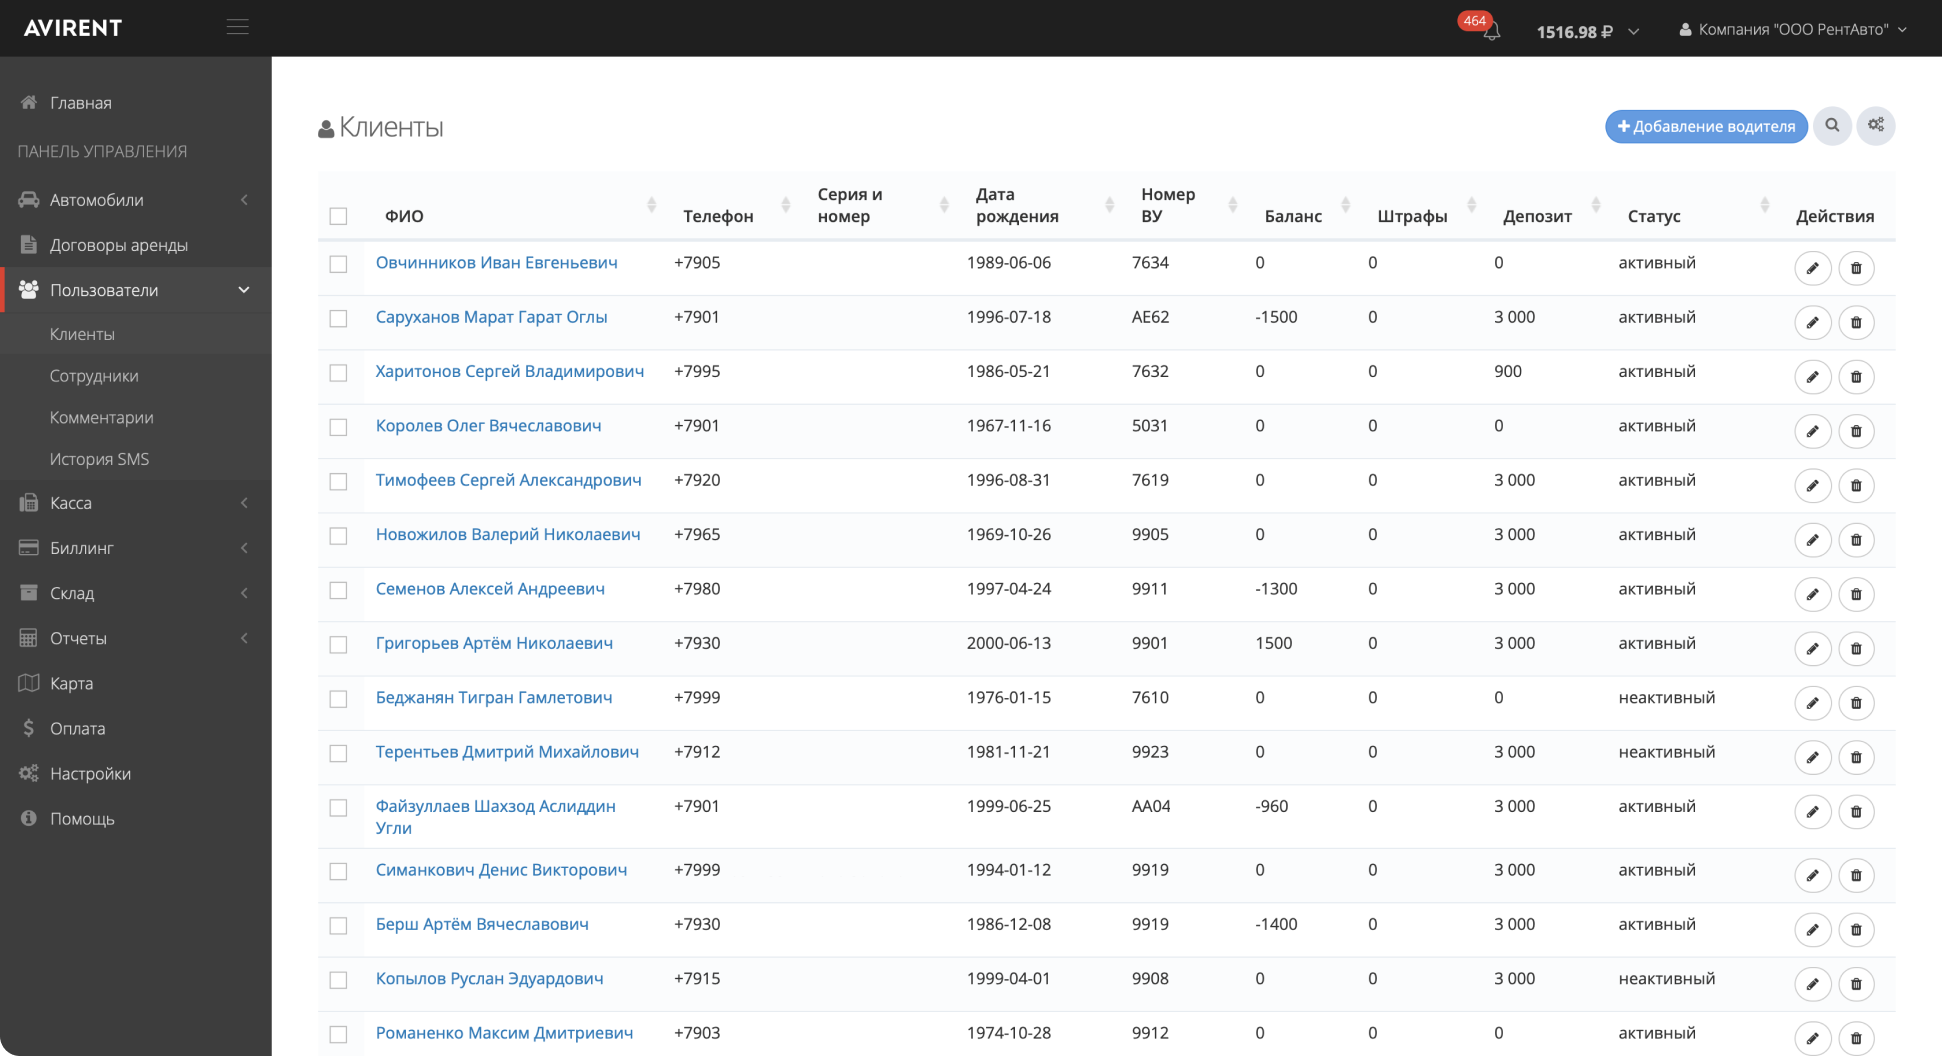 AVIRENT
464
1516.98 ₽
Компания "ООО РентАвто"
Главная
ПАНЕЛЬ УПРАВЛЕНИЯ
Автомобили
Договоры аренды
Пользователи
Клиенты
Сотрудники
Комментарии
История SMS
Касса
Биллинг
Склад
Отчеты
Карта
Оплата
Настройки
Помощь
Клиенты
Добавление водителя
ФИО Телефон Серия и номер Дата рождения Номер ВУ Баланс Штрафы Депозит Статус Действия
Овчинников Иван Евгеньевич +7905 1989-06-06 7634 0 0 0 активный
Саруханов Марат Гарат Оглы +7901 1996-07-18 АЕ62 -1500 0 3 000 активный
Харитонов Сергей Владимирович +7995 1986-05-21 7632 0 0 900 активный
Королев Олег Вячеславович +7901 1967-11-16 5031 0 0 0 активный
Тимофеев Сергей Александрович +7920 1996-08-31 7619 0 0 3 000 активный
Новожилов Валерий Николаевич +7965 1969-10-26 9905 0 0 3 000 активный
Семенов Алексей Андреевич +7980 1997-04-24 9911 -1300 0 3 000 активный
Григорьев Артём Николаевич +7930 2000-06-13 9901 1500 0 3 000 активный
Беджанян Тигран Гамлетович +7999 1976-01-15 7610 0 0 0 неактивный
Терентьев Дмитрий Михайлович +7912 1981-11-21 9923 0 0 3 000 неактивный
Файзуллаев Шахзод Аслиддин Угли +7901 1999-06-25 АА04 -960 0 3 000 активный
Симанкович Денис Викторович +7999 1994-01-12 9919 0 0 3 000 активный
Берш Артём Вячеславович +7930 1986-12-08 9919 -1400 0 3 000 активный
Копылов Руслан Эдуардович +7915 1999-04-01 9908 0 0 3 000 неактивный
Романенко Максим Дмитриевич +7903 1974-10-28 9912 0 0 0 активный